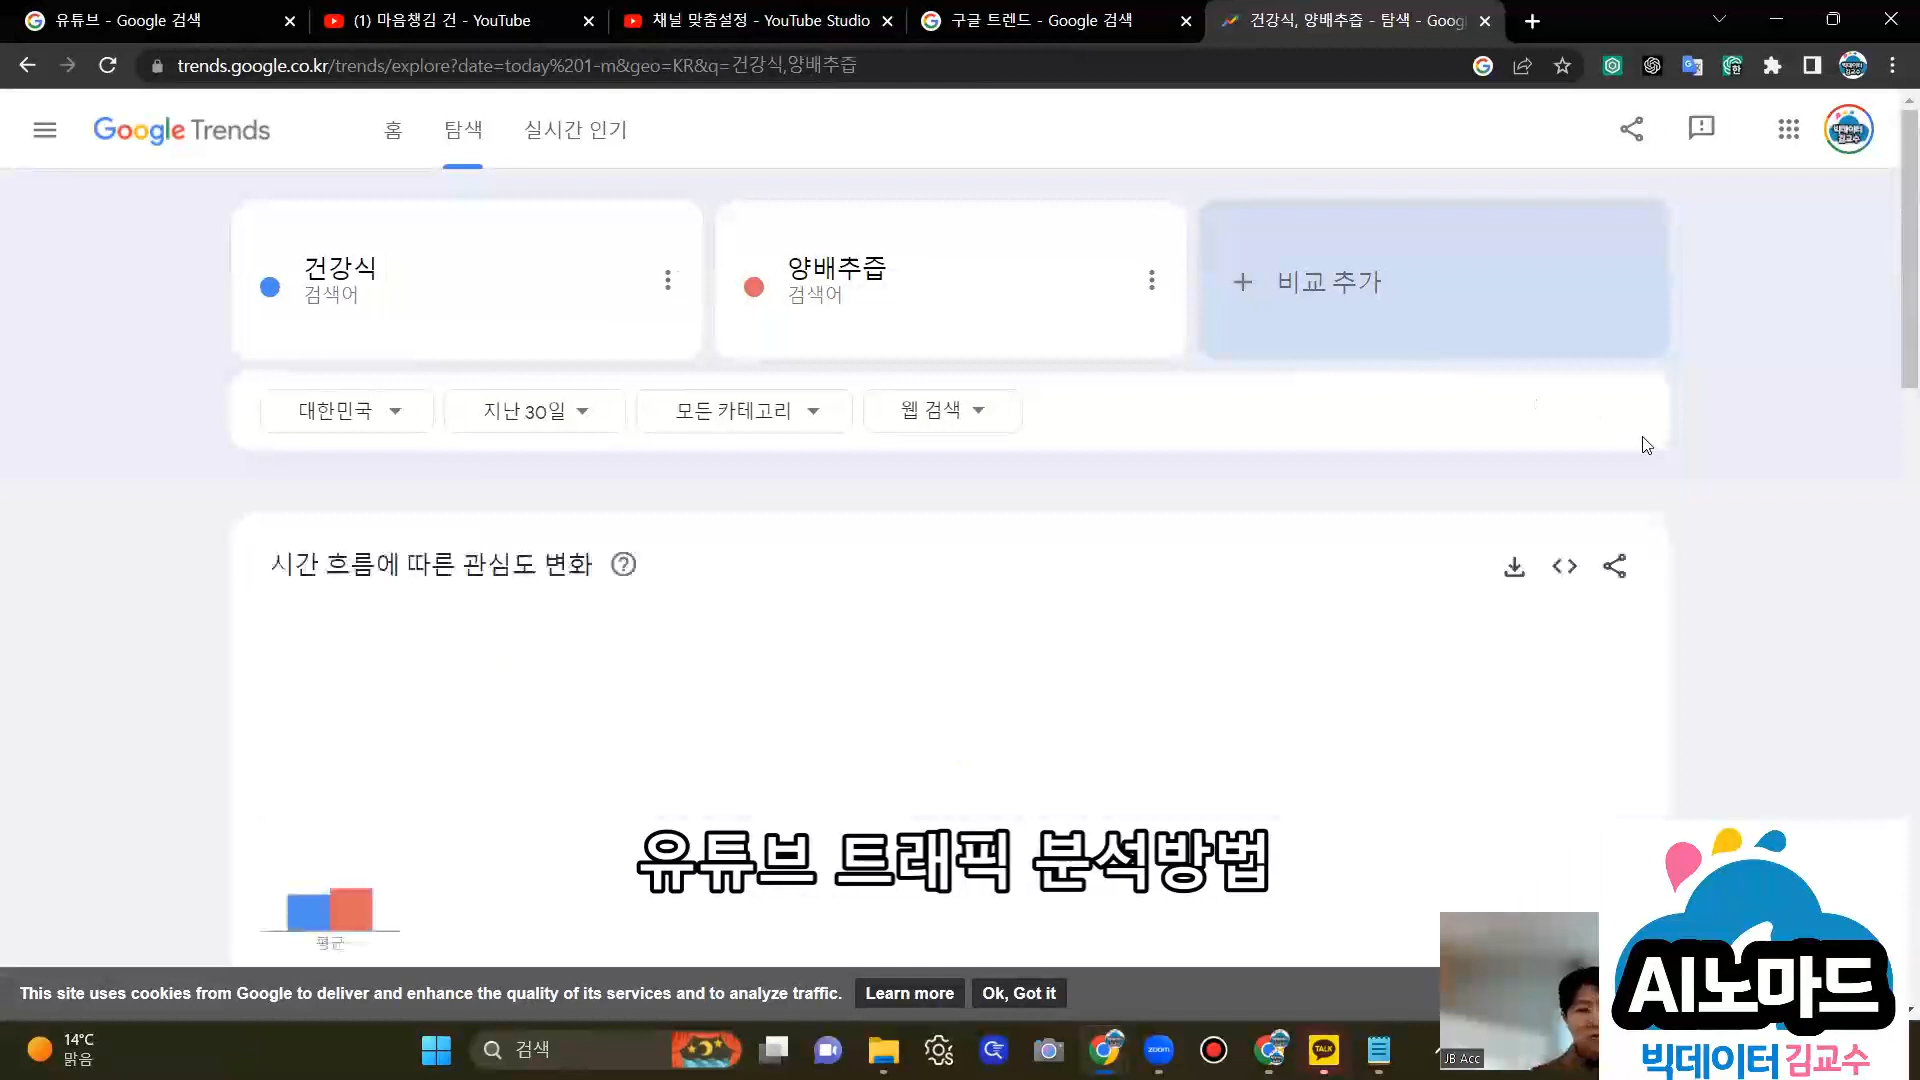 유튜브 - Google 검색
(1) 마음챙김 건 - YouTube
채널 맞춤설정 - YouTube Studio
구글 트렌드 - Google 검색
건강식, 양배추즙 - 탐색 - Goog
trends.google.co.kr/trends/explore?date=today%201-m&geo=KR&q=건강식,양배추즙
Google Trends
홈
탐색
실시간 인기
건강식
검색어
양배추즙
검색어
+ 비교 추가
대한민국
지난 30일
모든 카테고리
웹 검색
시간 흐름에 따른 관심도 변화
유튜브 트래픽 분석방법
평균
This site uses cookies from Google to deliver and enhance the quality of its services and to analyze traffic.
Learn more
Ok, Got it
AI노마드
빅데이터 김교수
JB Acc
14°C
맑음
검색
zoom
TALK